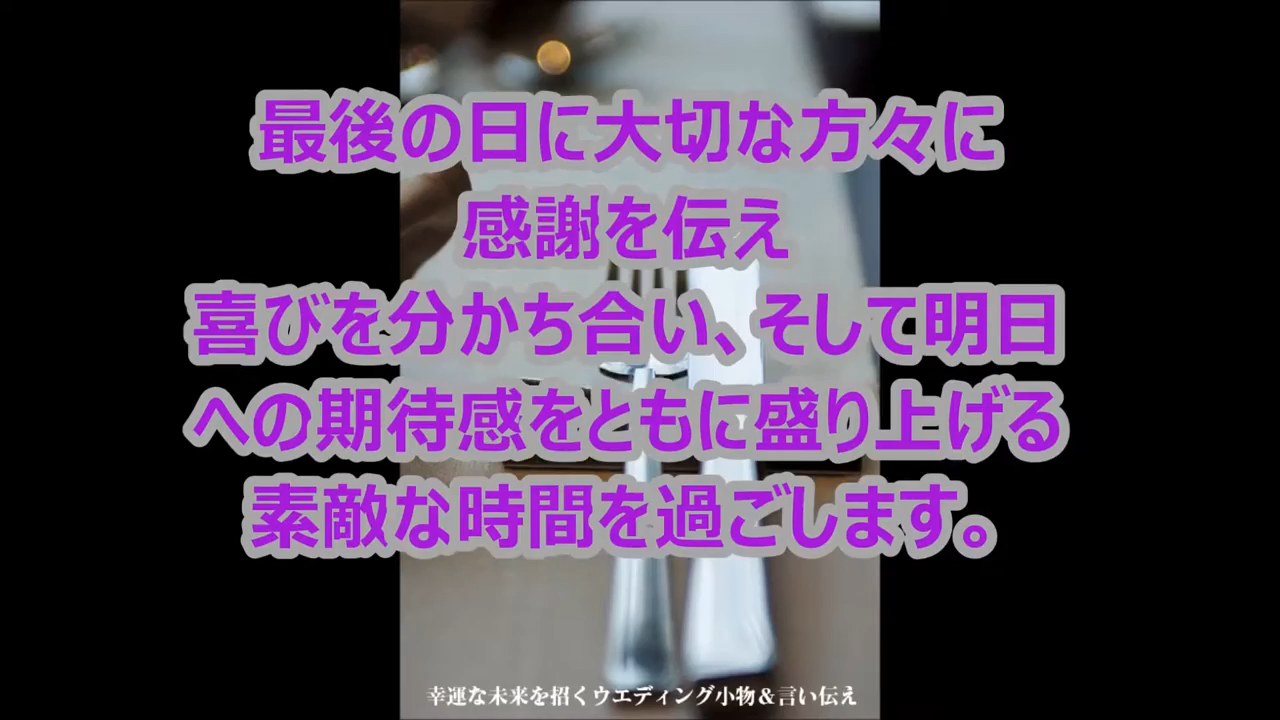 最後の日に大切な方々に
感謝を伝え
喜びを分かち合い、そして明日
への期待感をともに盛り上げる
素敵な時間を過ごします。
幸運な未来を招くウエディング小物＆言い伝え